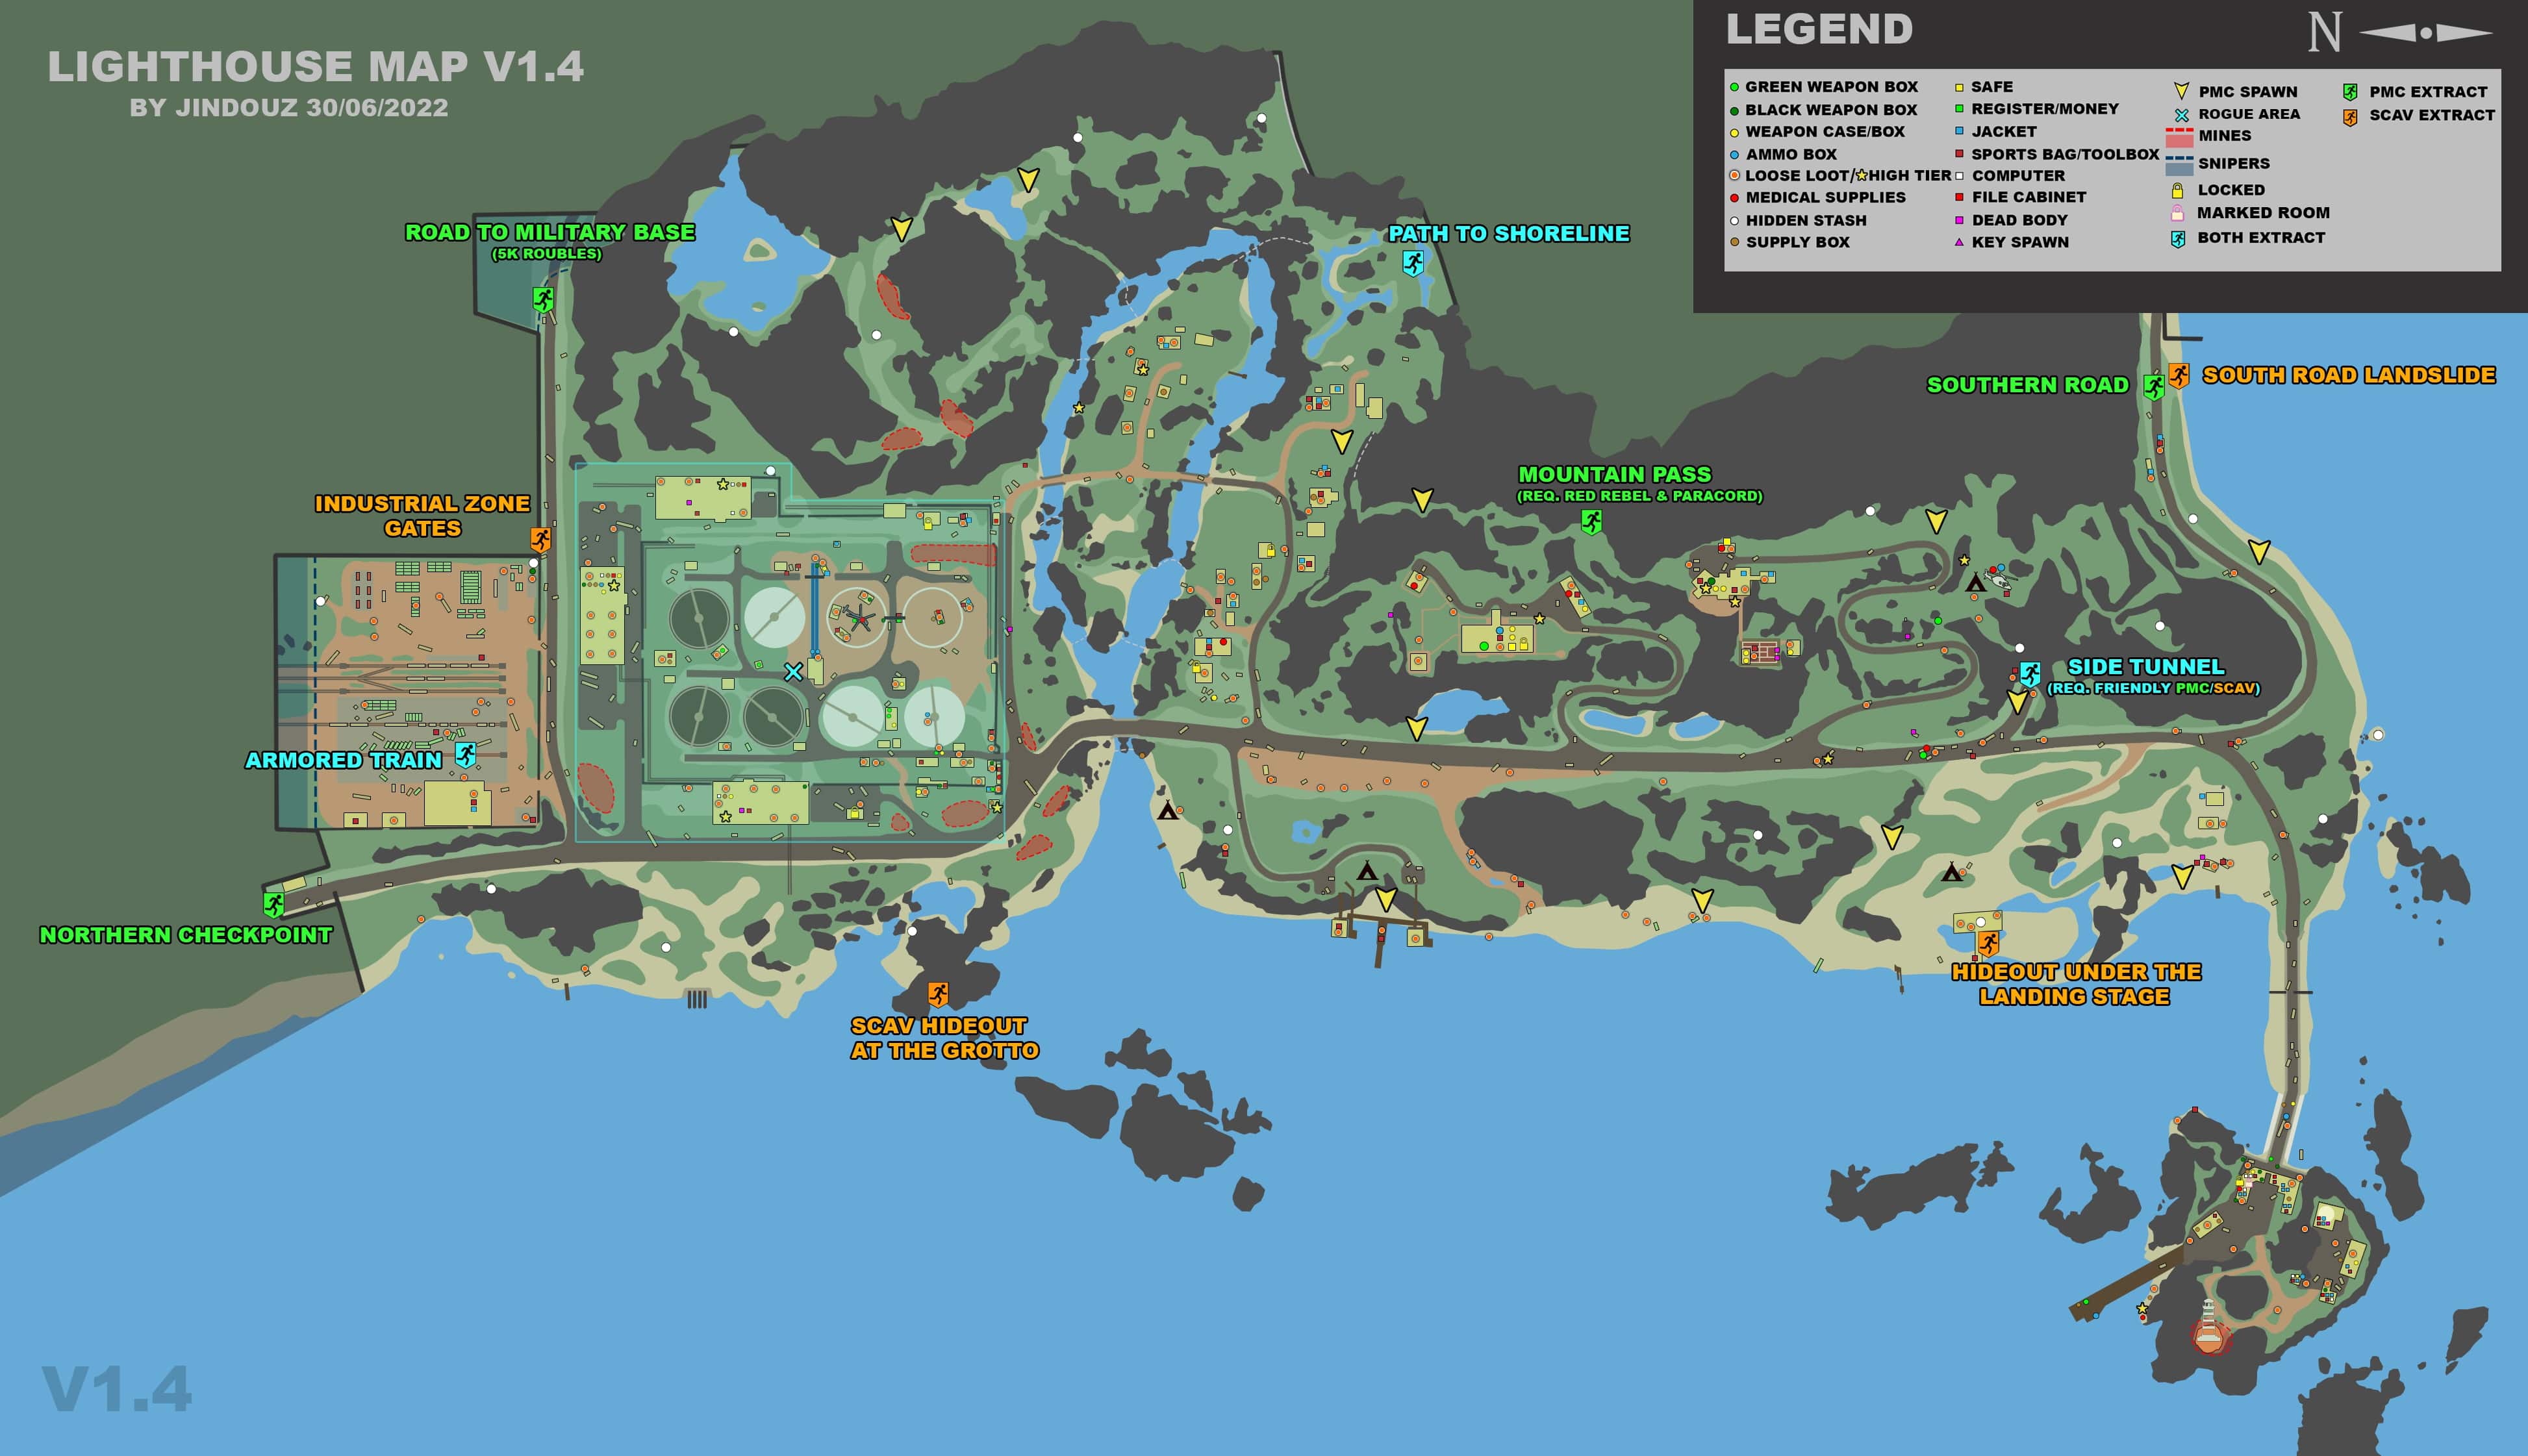 LIGHTHOUSE MAP V1.4
BY JINDOUZ 30/06/2022
LEGEND
N
GREEN WEAPON BOX
BLACK WEAPON BOX
WEAPON CASE/BOX
AMMO BOX
LOOSE LOOT/HIGH TIER
MEDICAL SUPPLIES
HIDDEN STASH
SUPPLY BOX
SAFE
REGISTER/MONEY
JACKET
SPORTS BAG/TOOLBOX
COMPUTER
FILE CABINET
DEAD BODY
KEY SPAWN
PMC SPAWN
ROGUE AREA
MINES
SNIPERS
LOCKED
MARKED ROOM
BOTH EXTRACT
PMC EXTRACT
SCAV EXTRACT
ROAD TO MILITARY BASE
(5K ROUBLES)
PATH TO SHORELINE
SOUTHERN ROAD
SOUTH ROAD LANDSLIDE
MOUNTAIN PASS
(REQ. RED REBEL & PARACORD)
INDUSTRIAL ZONE
GATES
SIDE TUNNEL
(REQ. FRIENDLY PMC/SCAV)
ARMORED TRAIN
NORTHERN CHECKPOINT
HIDEOUT UNDER THE
LANDING STAGE
SCAV HIDEOUT
AT THE GROTTO
V1.4